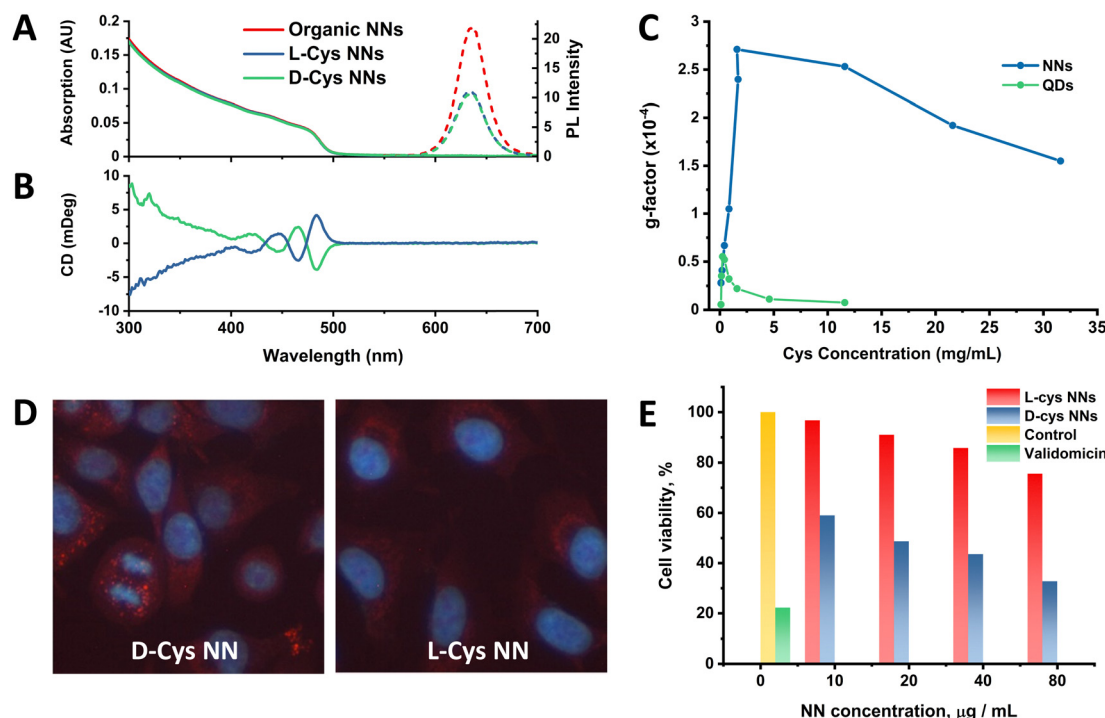 A
Absorption (AU)
0.2
0.15
0.1
0.05
0
Organic NNs
L-Cys NNs
D-Cys NNs
20
15
10
5
0
PL Intensity
B
CD (mDeg)
10
5
0
-5
-10
300 400 500 600 700
Wavelength (nm)
C
g-factor (x10⁻⁴)
3
2.5
2
1.5
1
0.5
0
NNs
QDs
0 5 10 15 20 25 30 35
Cys Concentration (mg/mL)
D
D-Cys NN
L-Cys NN
E
Cell viability, %
100
80
60
40
20
0
L-cys NNs
D-cys NNs
Control
Validomicin
0 10 20 40 80
NN concentration, μg / mL